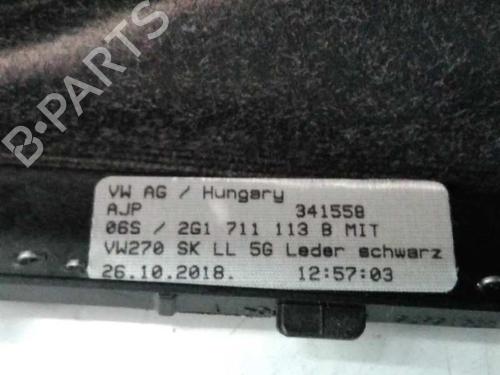 B-PARTS
VW AG / Hungary
AJP 341558
06S / 2G1 711 113 B MIT
VW270 SK LL 5G Leder schwarz
26.10.2018. 12:57:03